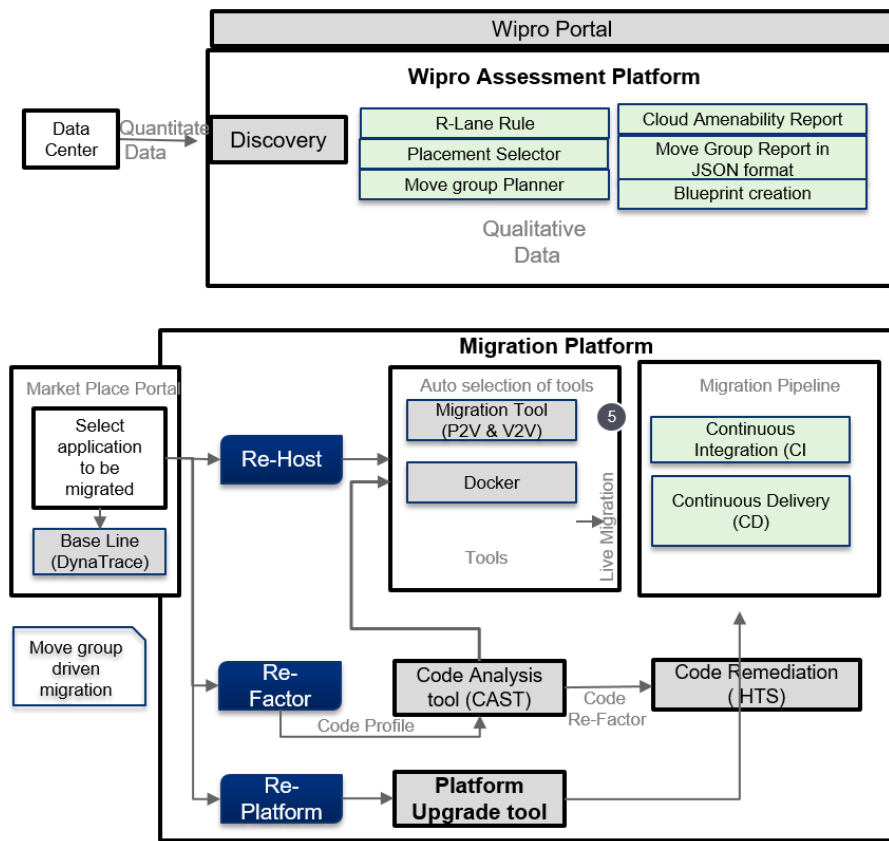 Wipro Portal
Wipro Assessment Platform
Data
Center
Quantitate
Data
Discovery
R-Lane Rule
Placement Selector
Move group Planner
Cloud Amenability Report
Move Group Report in
JSON format
Blueprint creation
Qualitative
Data
Migration Platform
Market Place Portal
Select
application
to be
migrated
Base Line
(DynaTrace)
Move group
driven
migration
Re-Host
Auto selection of tools
Migration Tool
(P2V & V2V)
Docker
Tools
5
Live Migration
Migration Pipeline
Continuous
Integration (CI
Continuous Delivery
(CD)
Re-
Factor
Code Profile
Code Analysis
tool (CAST)
Code
Re-Factor
Code Remediation
( HTS)
Re-
Platform
Platform
Upgrade tool